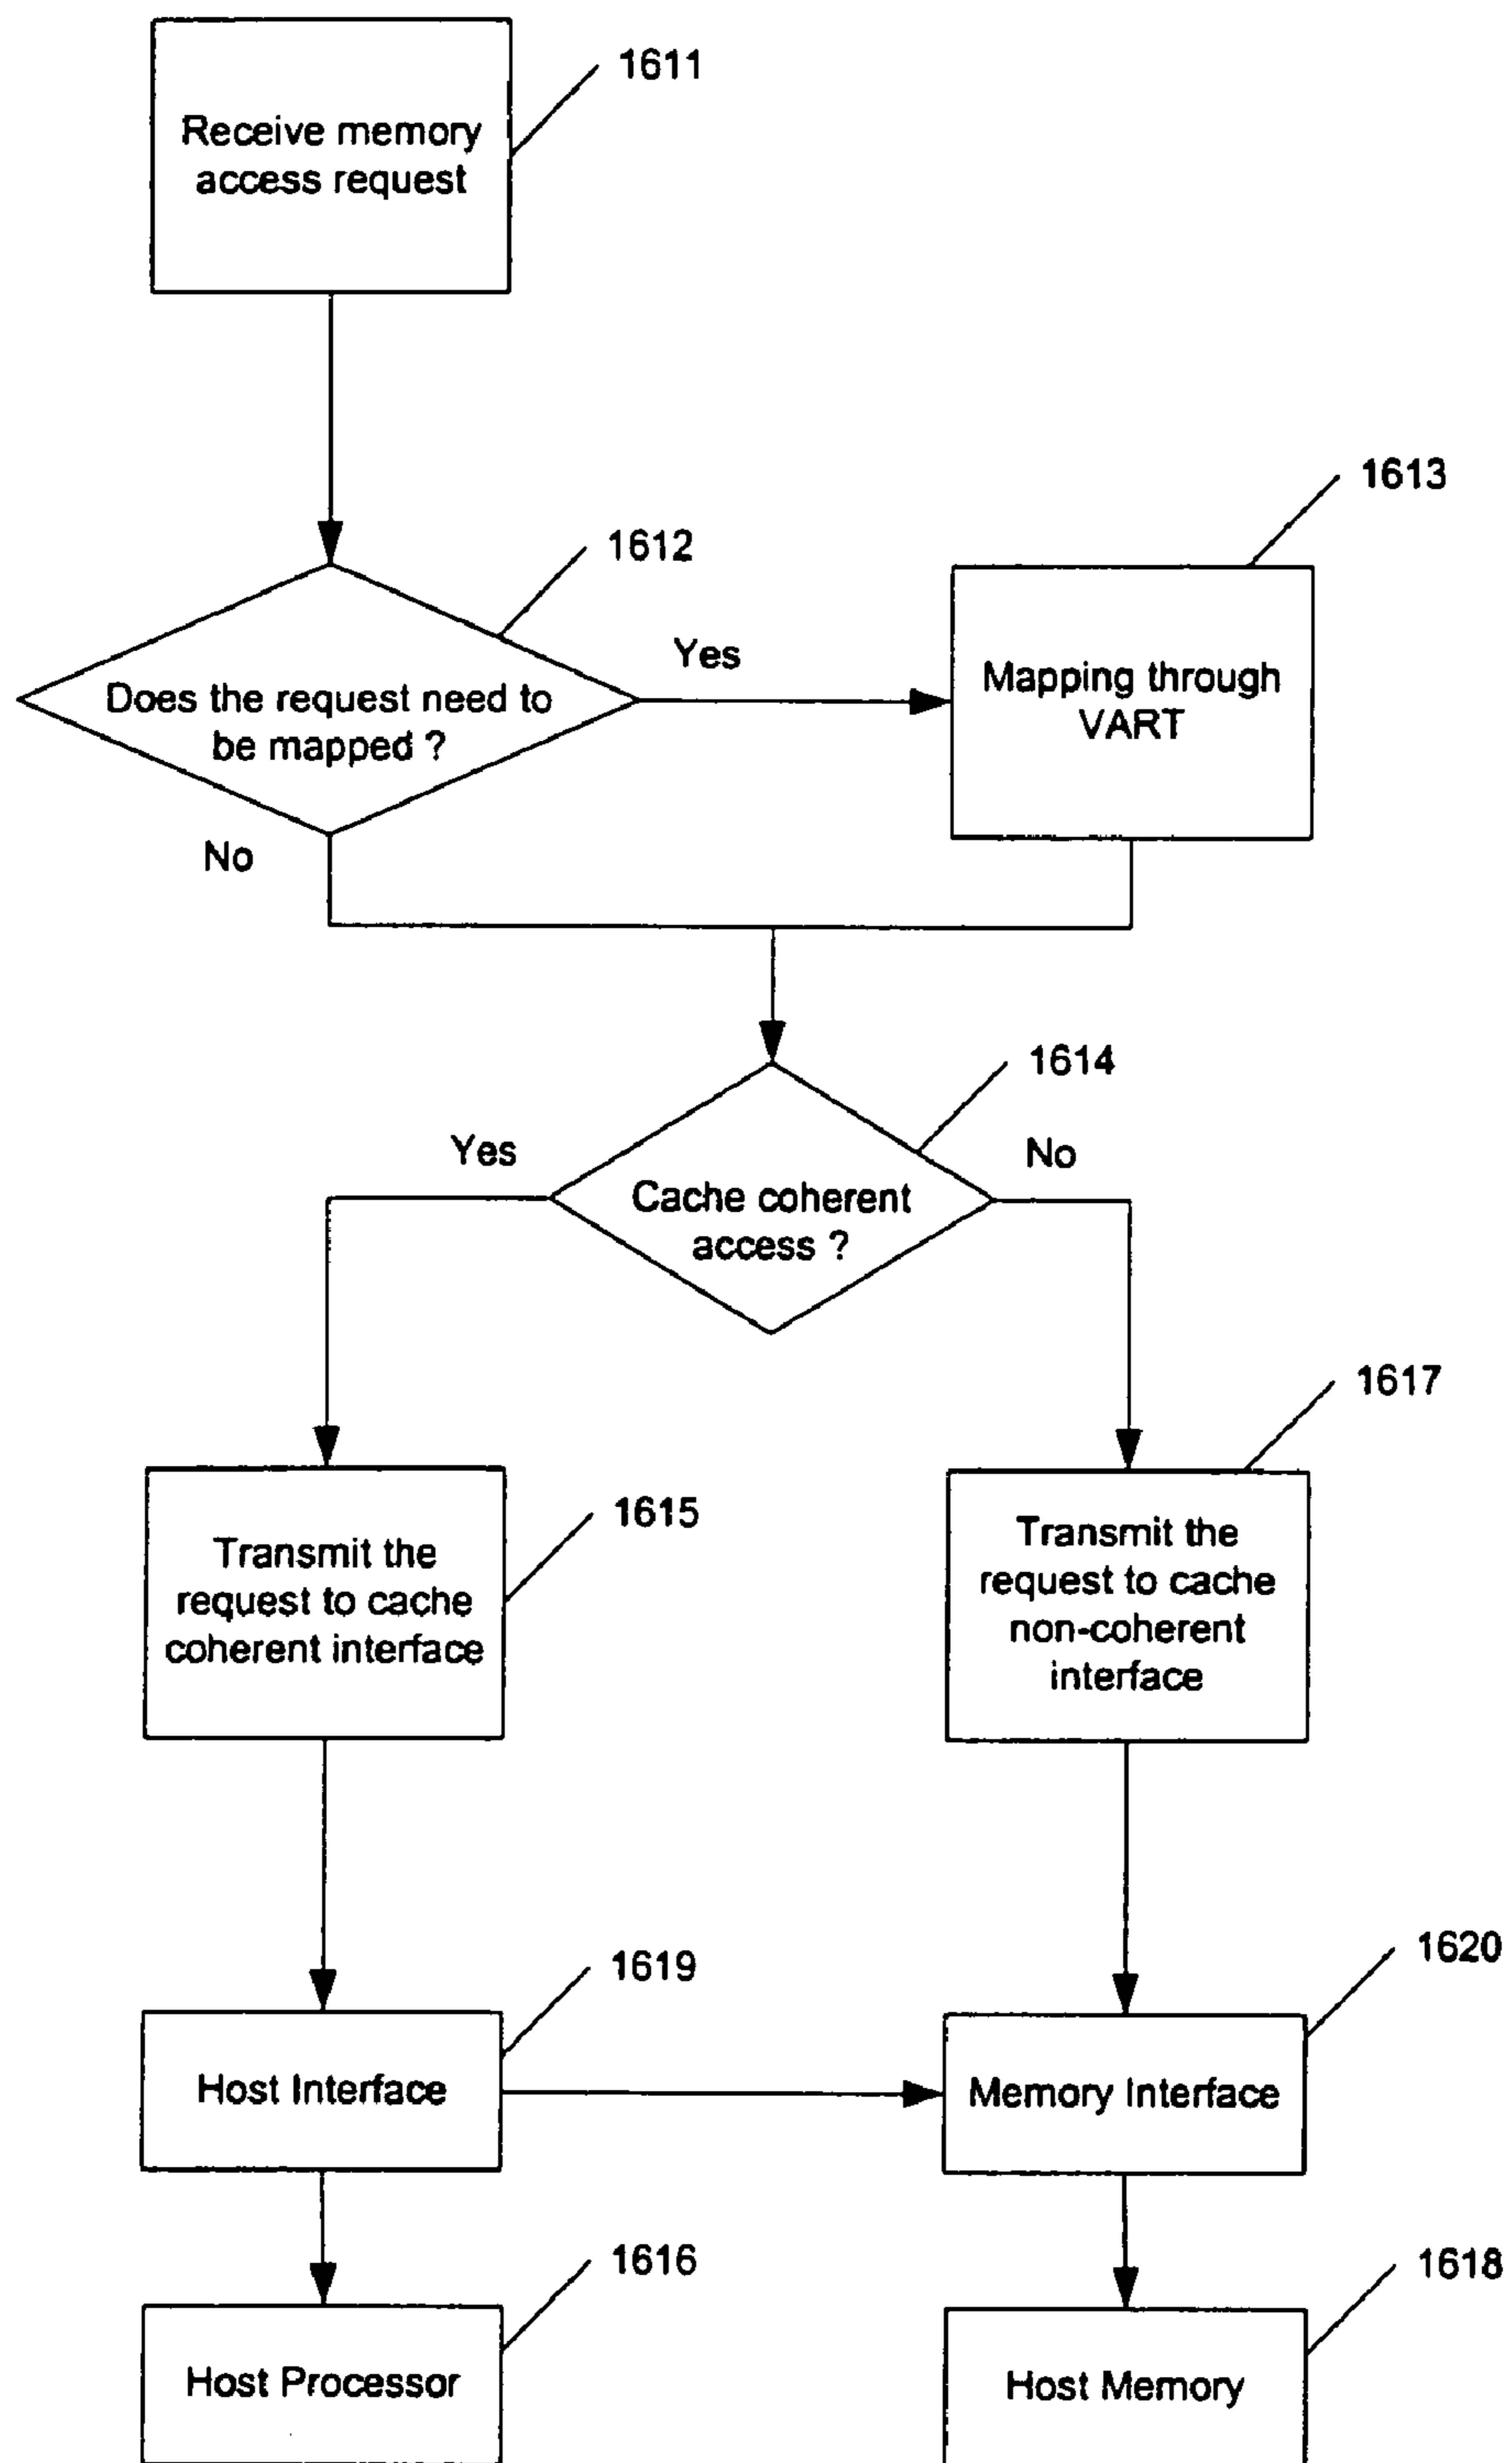 1611
Receive memory
access request
1613
1612
Yes
Does the request need to
be mapped ?
Mapping through
VART
No
1614
Yes
No
Cache coherent
access ?
1617
1615
Transmit the
request to cache
coherent interface
Transmit the
request to cache
non-coherent
interface
1619
1620
Host Interface
Memory Interface
1616
1618
Host Processor
Host Memory